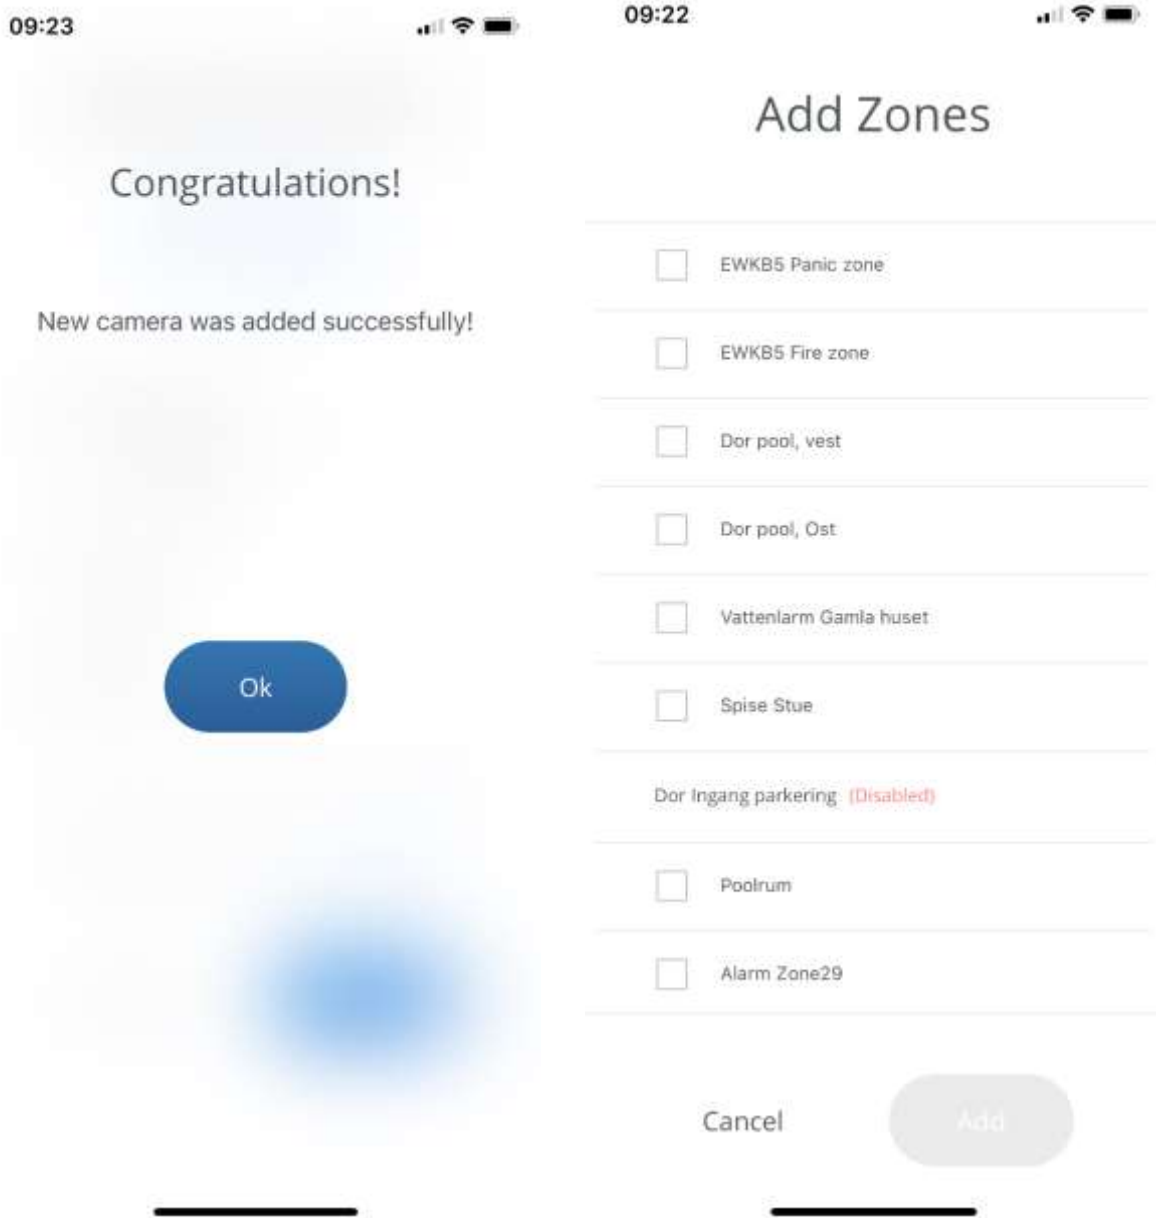 09:23
Congratulations!
New camera was added successfully!
Ok
09:22
Add Zones
EWKB5 Panic zone
EWKB5 Fire zone
Dor pool, vest
Dor pool, Ost
Vattenlarm Gamla huset
Spise Stue
Dor Ingang parkering (Disabled)
Poolrum
Alarm Zone29
Cancel
Add